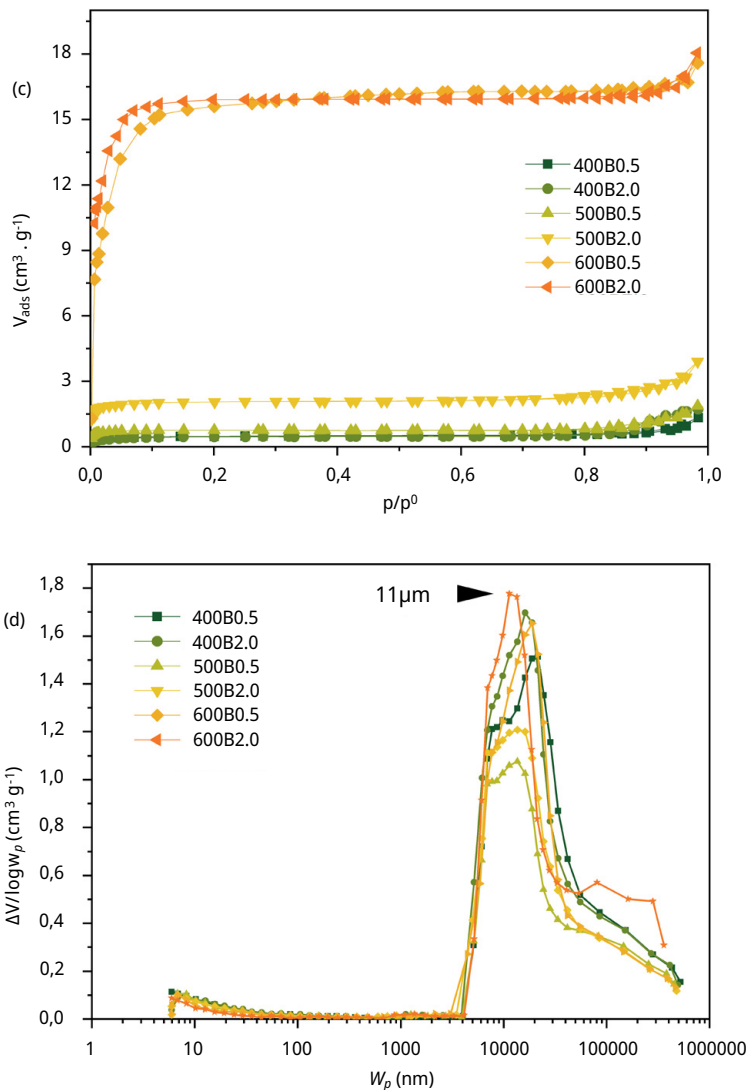 (c)
18
15
12
9
6
3
0
V_ads (cm³ . g⁻¹)
400B0.5
400B2.0
500B0.5
500B2.0
600B0.5
600B2.0
0,0 0,2 0,4 0,6 0,8 1,0
p/p⁰
(d)
1,8
1,6
1,4
1,2
1,0
0,8
0,6
0,4
0,2
0,0
ΔV/logw_p (cm³ g⁻¹)
11µm
400B0.5
400B2.0
500B0.5
500B2.0
600B0.5
600B2.0
1 10 100 1000 10000 100000 1000000
W_p (nm)